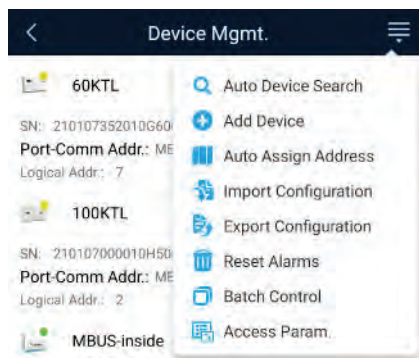 Device Mgmt.
60KTL
SN: 210107352010G60
Port-Comm Addr.: ME
Logical Addr.: 7
100KTL
SN: 210107000010H50
Port-Comm Addr.: ME
Logical Addr.: 2
MBUS-inside
Auto Device Search
Add Device
Auto Assign Address
Import Configuration
Export Configuration
Reset Alarms
Batch Control
Access Param.